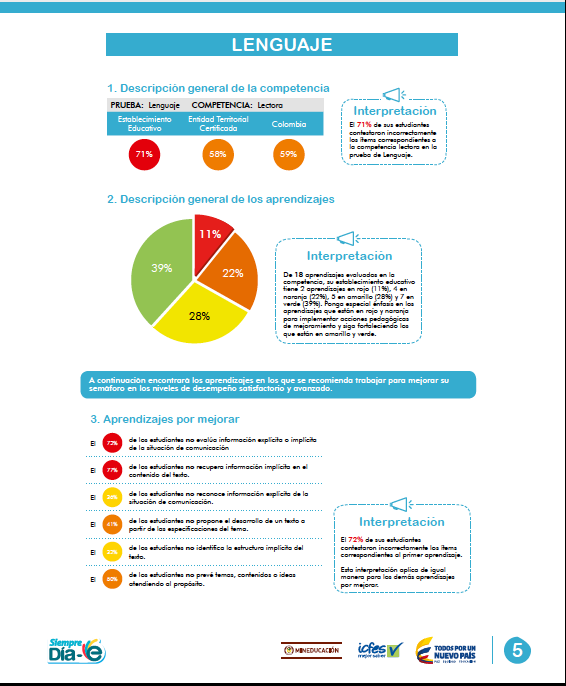 LENGUAJE
1. Descripción general de la competencia
PRUEBA: Lenguaje COMPETENCIA: Lectora
Establecimiento
Educativo
Entidad Territorial
Certificada
Colombia
71%
58%
59%
Interpretación
El 71% de sus estudiantes
contestaron incorrectamente
los ítems correspondientes a
la competencia lectora en la
prueba de Lenguaje.
2. Descripción general de los aprendizajes
11%
22%
28%
39%
Interpretación
De 18 aprendizajes evaluados en la
competencia, su establecimiento educativo
tiene 2 aprendizajes en rojo (11%), 4 en
naranja (22%), 5 en amarillo (28%) y 7 en
verde (39%). Ponga especial énfasis en los
aprendizajes que están en rojo y naranja
para implementar acciones pedagógicas
de mejoramiento y siga fortaleciendo los
que están en amarillo y verde.
A continuación encontrará los aprendizajes en los que se recomienda trabajar para mejorar su
semáforo en los niveles de desempeño satisfactorio y avanzado.
3. Aprendizajes por mejorar
El 72% de los estudiantes no evalúa información explícita o implícita
de la situación de comunicación
El 71% de los estudiantes no recupera información implícita en el
contenido del texto.
El de los estudiantes no reconoce información explícita de la
situación de comunicación.
El 41% de los estudiantes no propone el desarrollo de un texto a
partir de las especificaciones del tema.
El de los estudiantes no identifica la estructura implícita del
texto.
El 50% de los estudiantes no prevé temas, contenidos o ideas
atendiendo al propósito.
Interpretación
El 72% de sus estudiantes
contestaron incorrectamente los ítems
correspondientes al primer aprendizaje.
Esta interpretación aplica de igual
manera para los demás aprendizajes
por mejorar.
Siempre
Día-e
MINEDUCACIÓN
icfes
mejor saber
TODOS POR UN
NUEVO PAÍS
PAZ EQUIDAD EDUCACIÓN
5